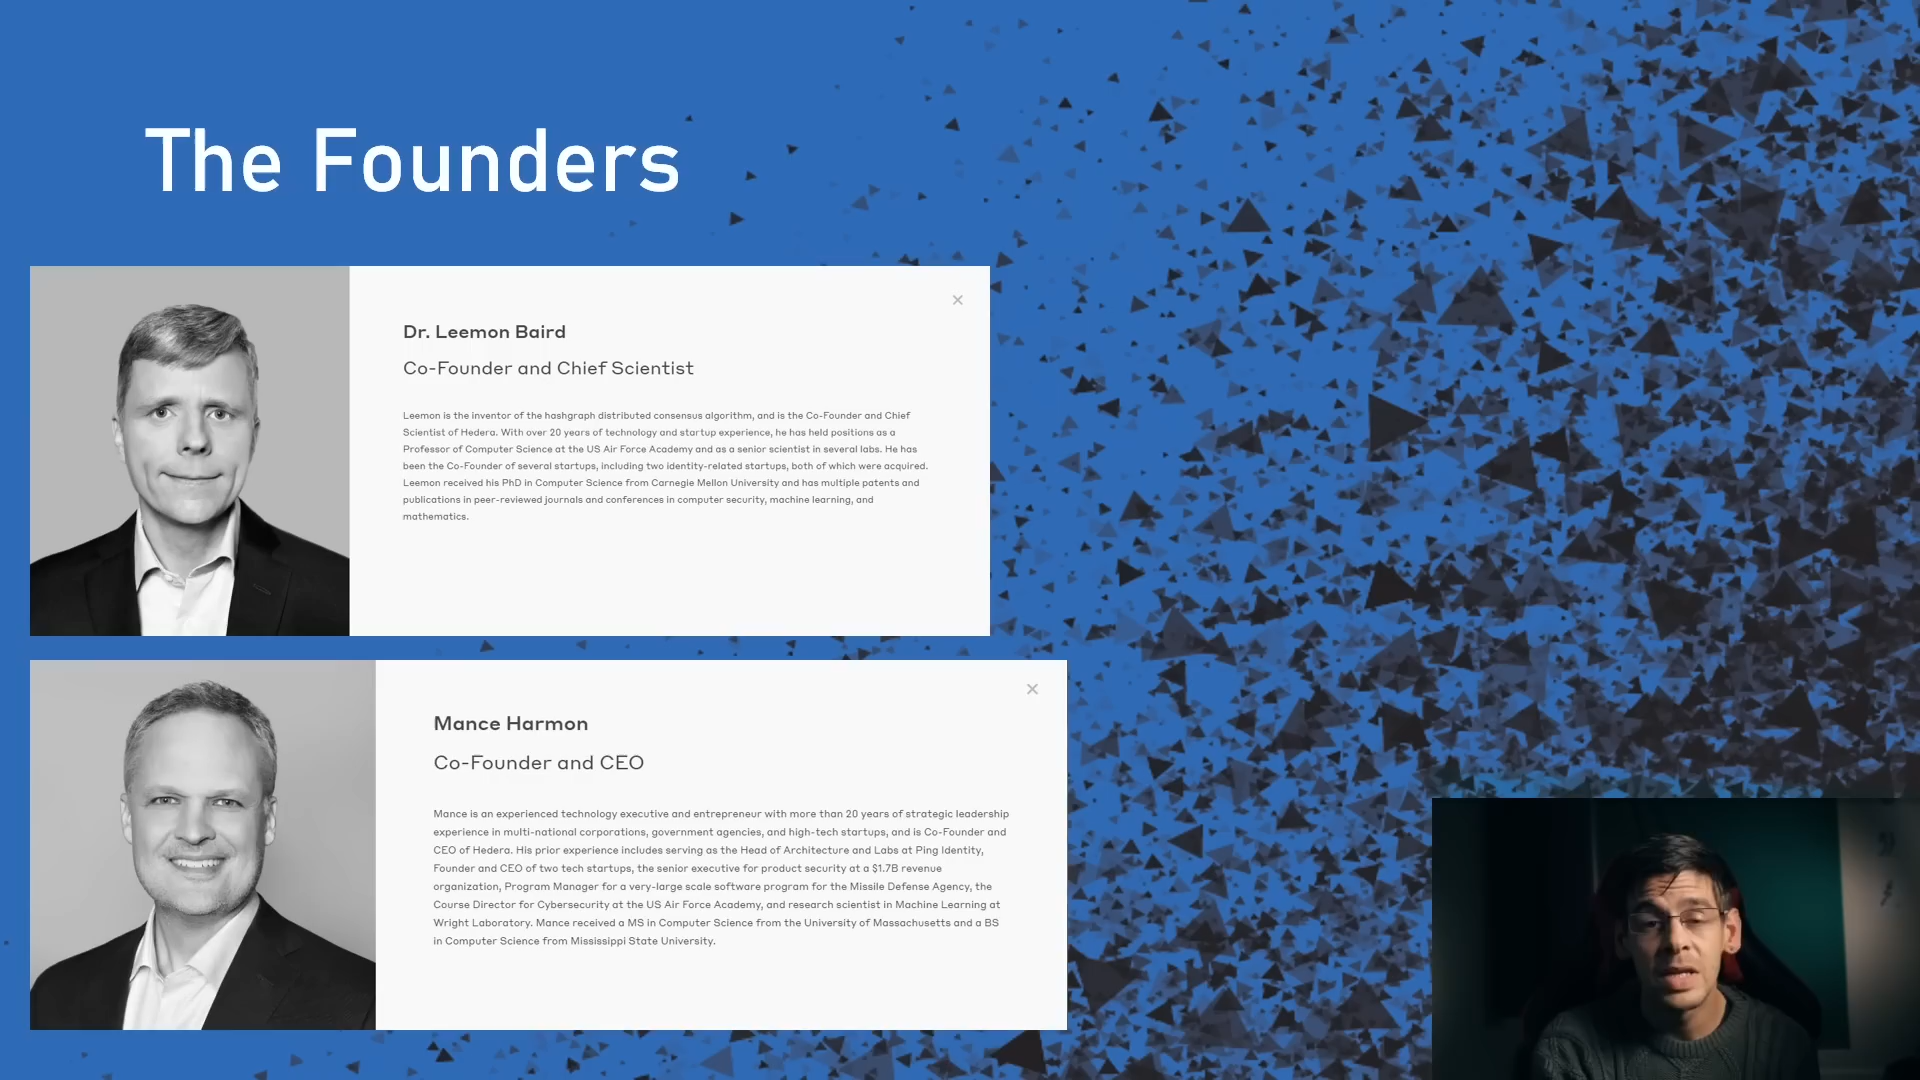 The Founders
Dr. Leemon Baird
Co-Founder and Chief Scientist
Leemon is the inventor of the hashgraph distributed consensus algorithm, and is the Co-Founder and Chief
Scientist of Hedera. With over 20 years of technology and startup experience, he has held positions as a
Professor of Computer Science at the US Air Force Academy and as a senior scientist in several labs. He has
been the Co-Founder of several startups, including two identity-related startups, both of which were acquired.
Leemon received his PhD in Computer Science from Carnegie Mellon University and has multiple patents and
publications in peer-reviewed journals and conferences in computer security, machine learning, and
mathematics.
Mance Harmon
Co-Founder and CEO
Mance is an experienced technology executive and entrepreneur with more than 20 years of strategic leadership
experience in multi-national corporations, government agencies, and high-tech startups, and is Co-Founder and
CEO of Hedera. His prior experience includes serving as the Head of Architecture and Labs at Ping Identity,
Founder and CEO of two tech startups, the senior executive for product security at a $1.7B revenue
organization, Program Manager for a very-large scale software program for the Missile Defense Agency, the
Course Director for Cybersecurity at the US Air Force Academy, and research scientist in Machine Learning at
Wright Laboratory. Mance received a MS in Computer Science from the University of Massachusetts and a BS
in Computer Science from Mississippi State University.